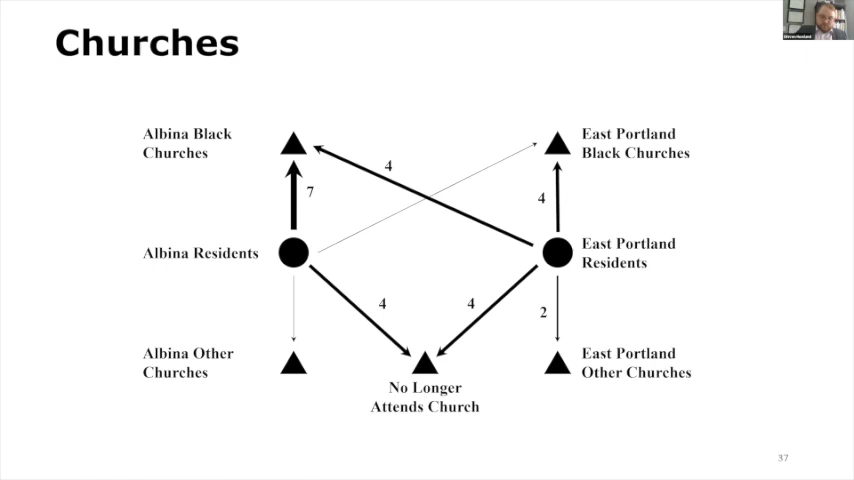 Churches
Albina Black
Churches
East Portland
Black Churches
4
7
4
Albina Residents
East Portland
Residents
4
4
2
Albina Other
Churches
East Portland
Other Churches
No Longer
Attends Church
37